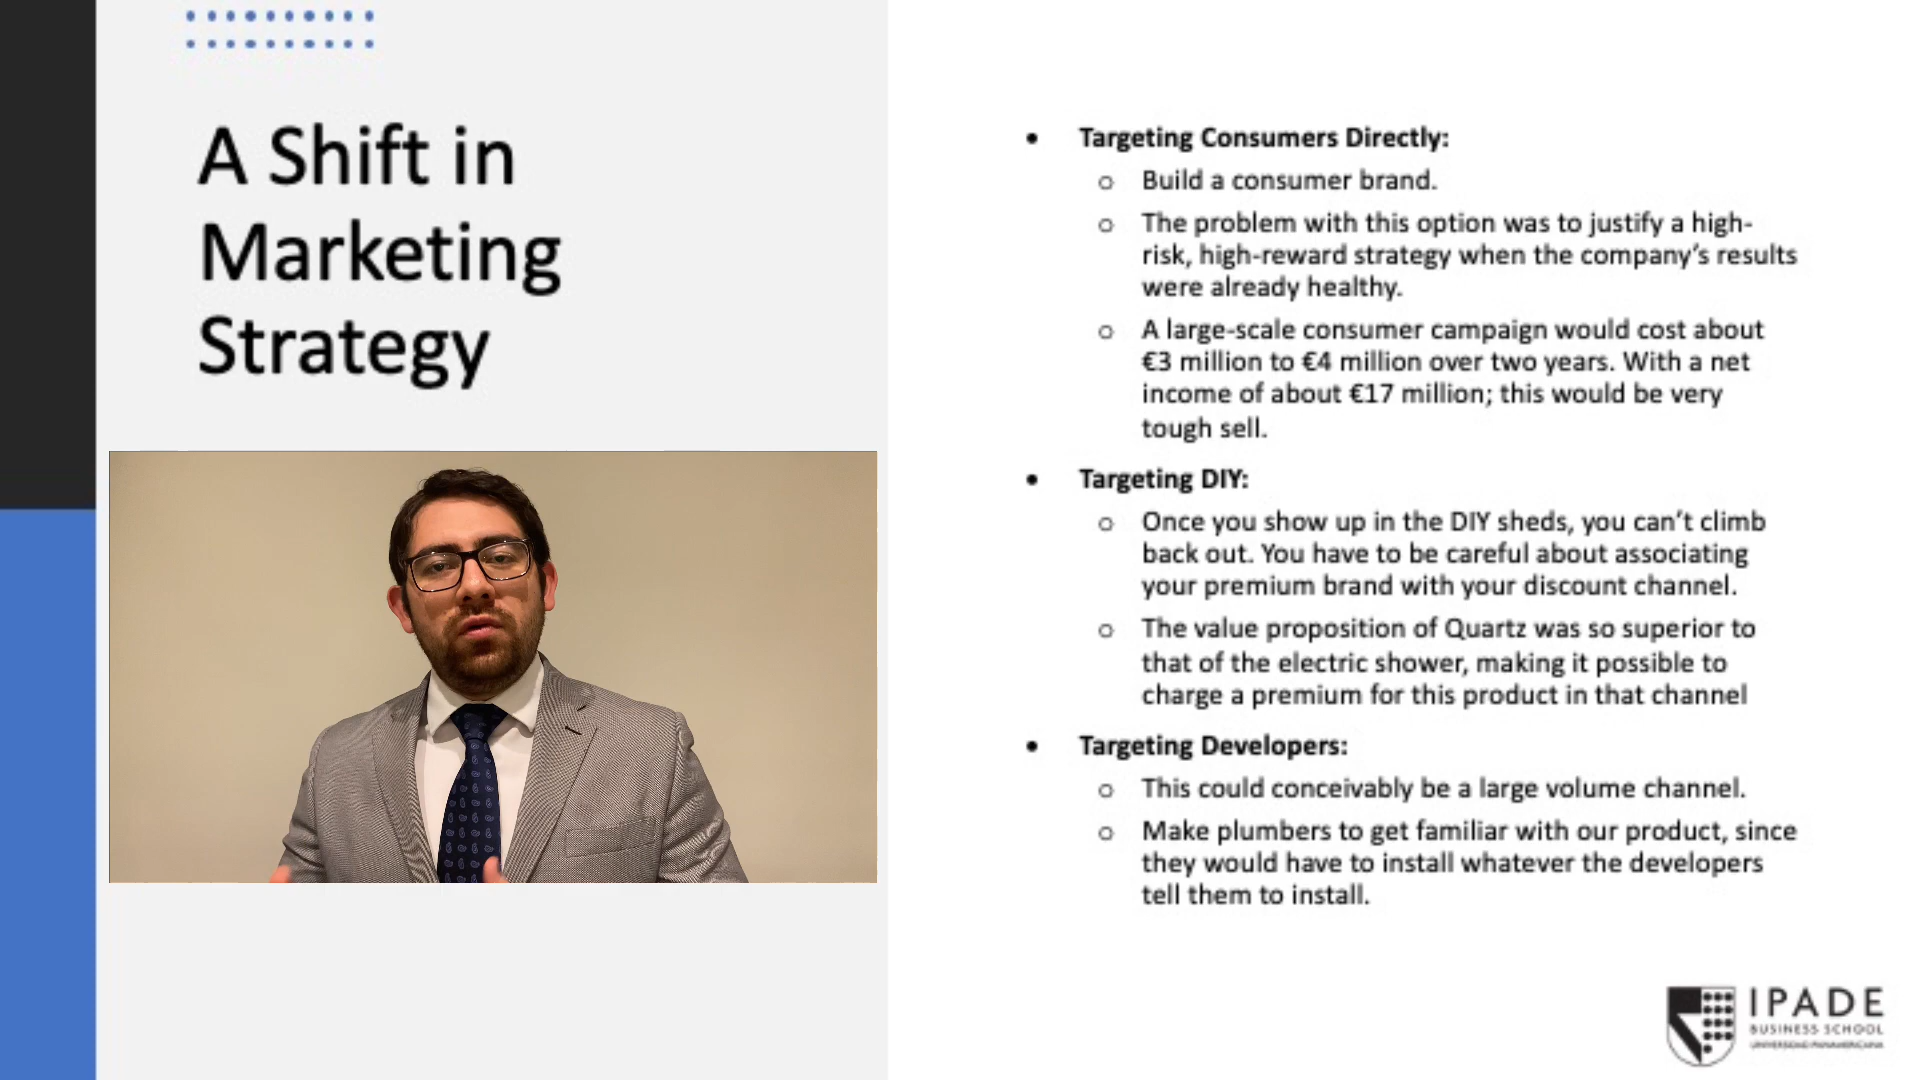 A Shift in
Marketing
Strategy
• Targeting Consumers Directly:
o Build a consumer brand.
o The problem with this option was to justify a high-
risk, high-reward strategy when the company's results
were already healthy.
o A large-scale consumer campaign would cost about
€3 million to €4 million over two years. With a net
income of about €17 million; this would be very
tough sell.
• Targeting DIY:
o Once you show up in the DIY sheds, you can't climb
back out. You have to be careful about associating
your premium brand with your discount channel.
o The value proposition of Quartz was so superior to
that of the electric shower, making it possible to
charge a premium for this product in that channel
• Targeting Developers:
o This could conceivably be a large volume channel.
o Make plumbers to get familiar with our product, since
they would have to install whatever the developers
tell them to install.
IPADE
BUSINESS SCHOOL
UNIVERSIDAD PANAMERICANA